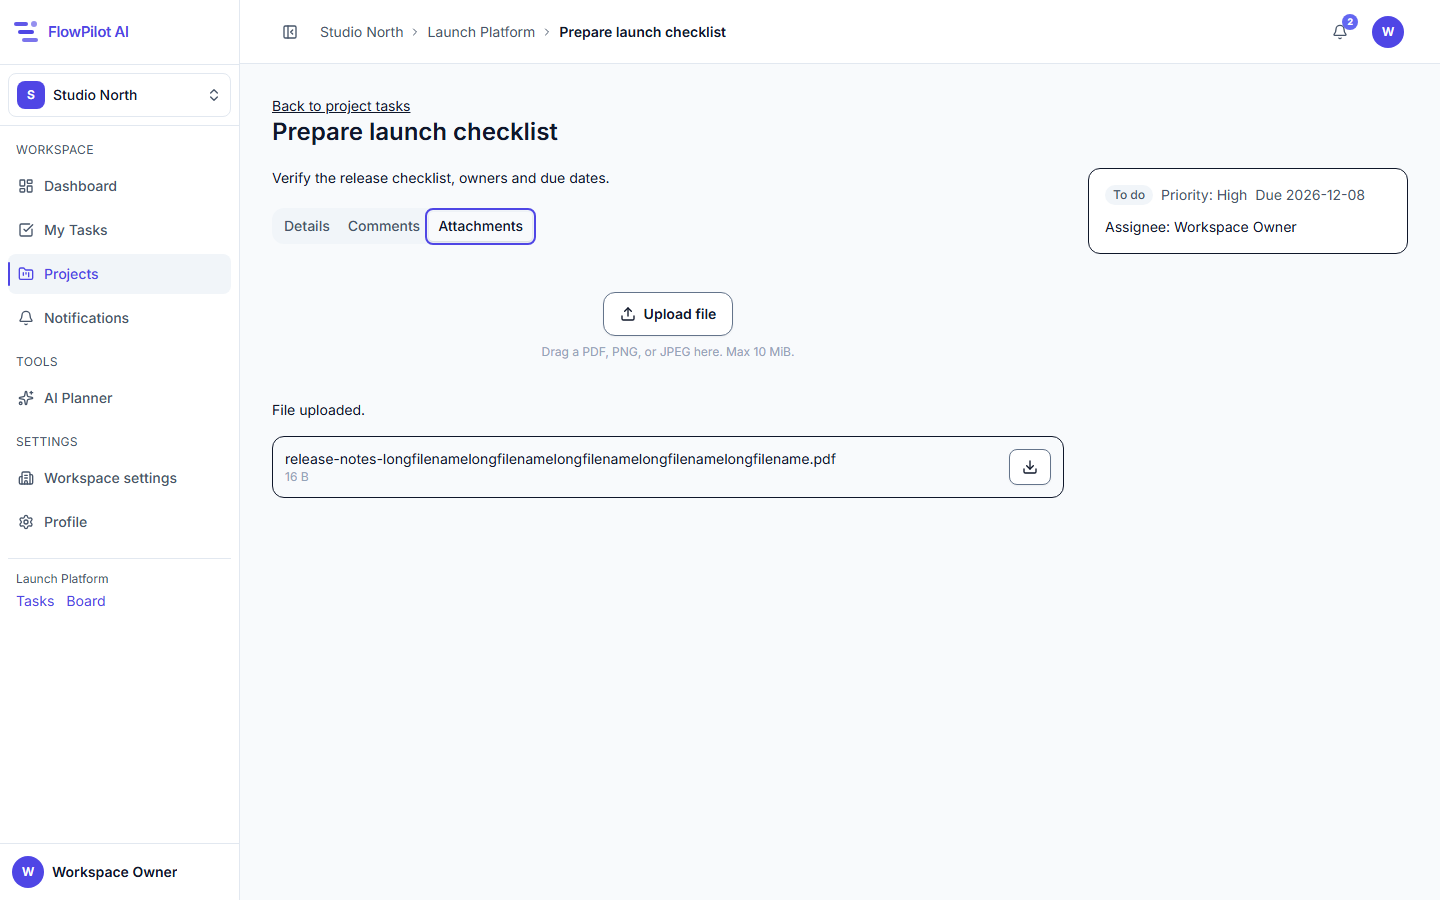 FlowPilot AI
S Studio North
WORKSPACE
Dashboard
My Tasks
Projects
Notifications
TOOLS
AI Planner
SETTINGS
Workspace settings
Profile
Launch Platform
Tasks Board
W Workspace Owner
Studio North › Launch Platform › Prepare launch checklist
2
W
Back to project tasks
Prepare launch checklist
Verify the release checklist, owners and due dates.
Details Comments Attachments
Upload file
Drag a PDF, PNG, or JPEG here. Max 10 MiB.
File uploaded.
release-notes-longfilenamelongfilenamelongfilenamelongfilenamelongfilename.pdf
16 B
To do Priority: High Due 2026-12-08
Assignee: Workspace Owner